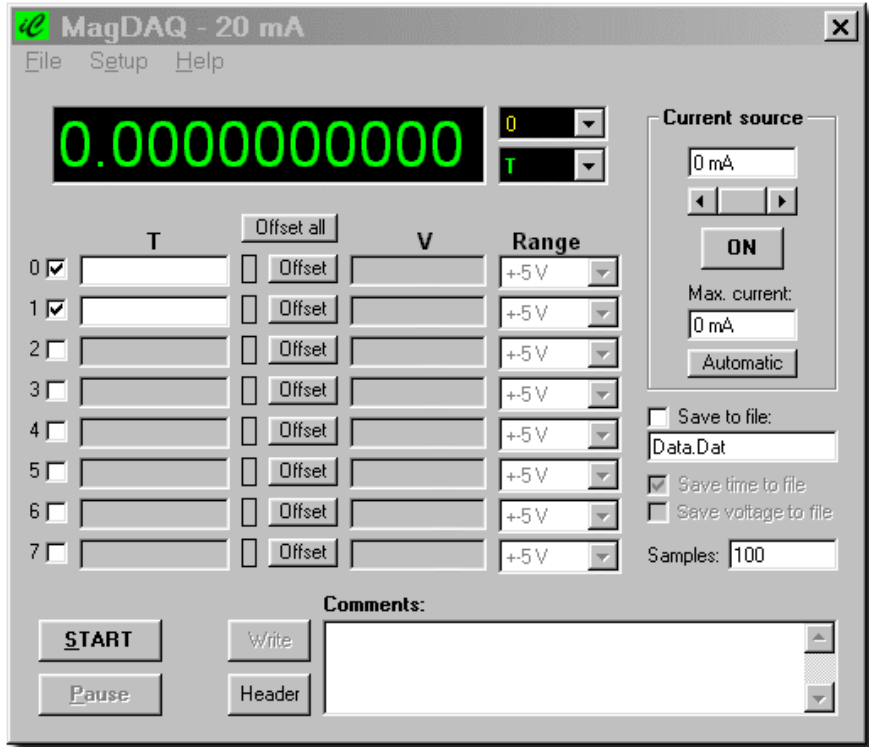 iC MagDAQ - 20 mA
File Setup Help
0.0000000000
0
T
Current source
0 mA
ON
Max. current:
0 mA
Automatic
T Offset all V Range
0 Offset +-5 V
1 Offset +-5 V
2 Offset +-5 V
3 Offset +-5 V
4 Offset +-5 V
5 Offset +-5 V
6 Offset +-5 V
7 Offset +-5 V
Save to file:
Data.Dat
Save time to file
Save voltage to file
Samples: 100
START
Pause
Write
Header
Comments: